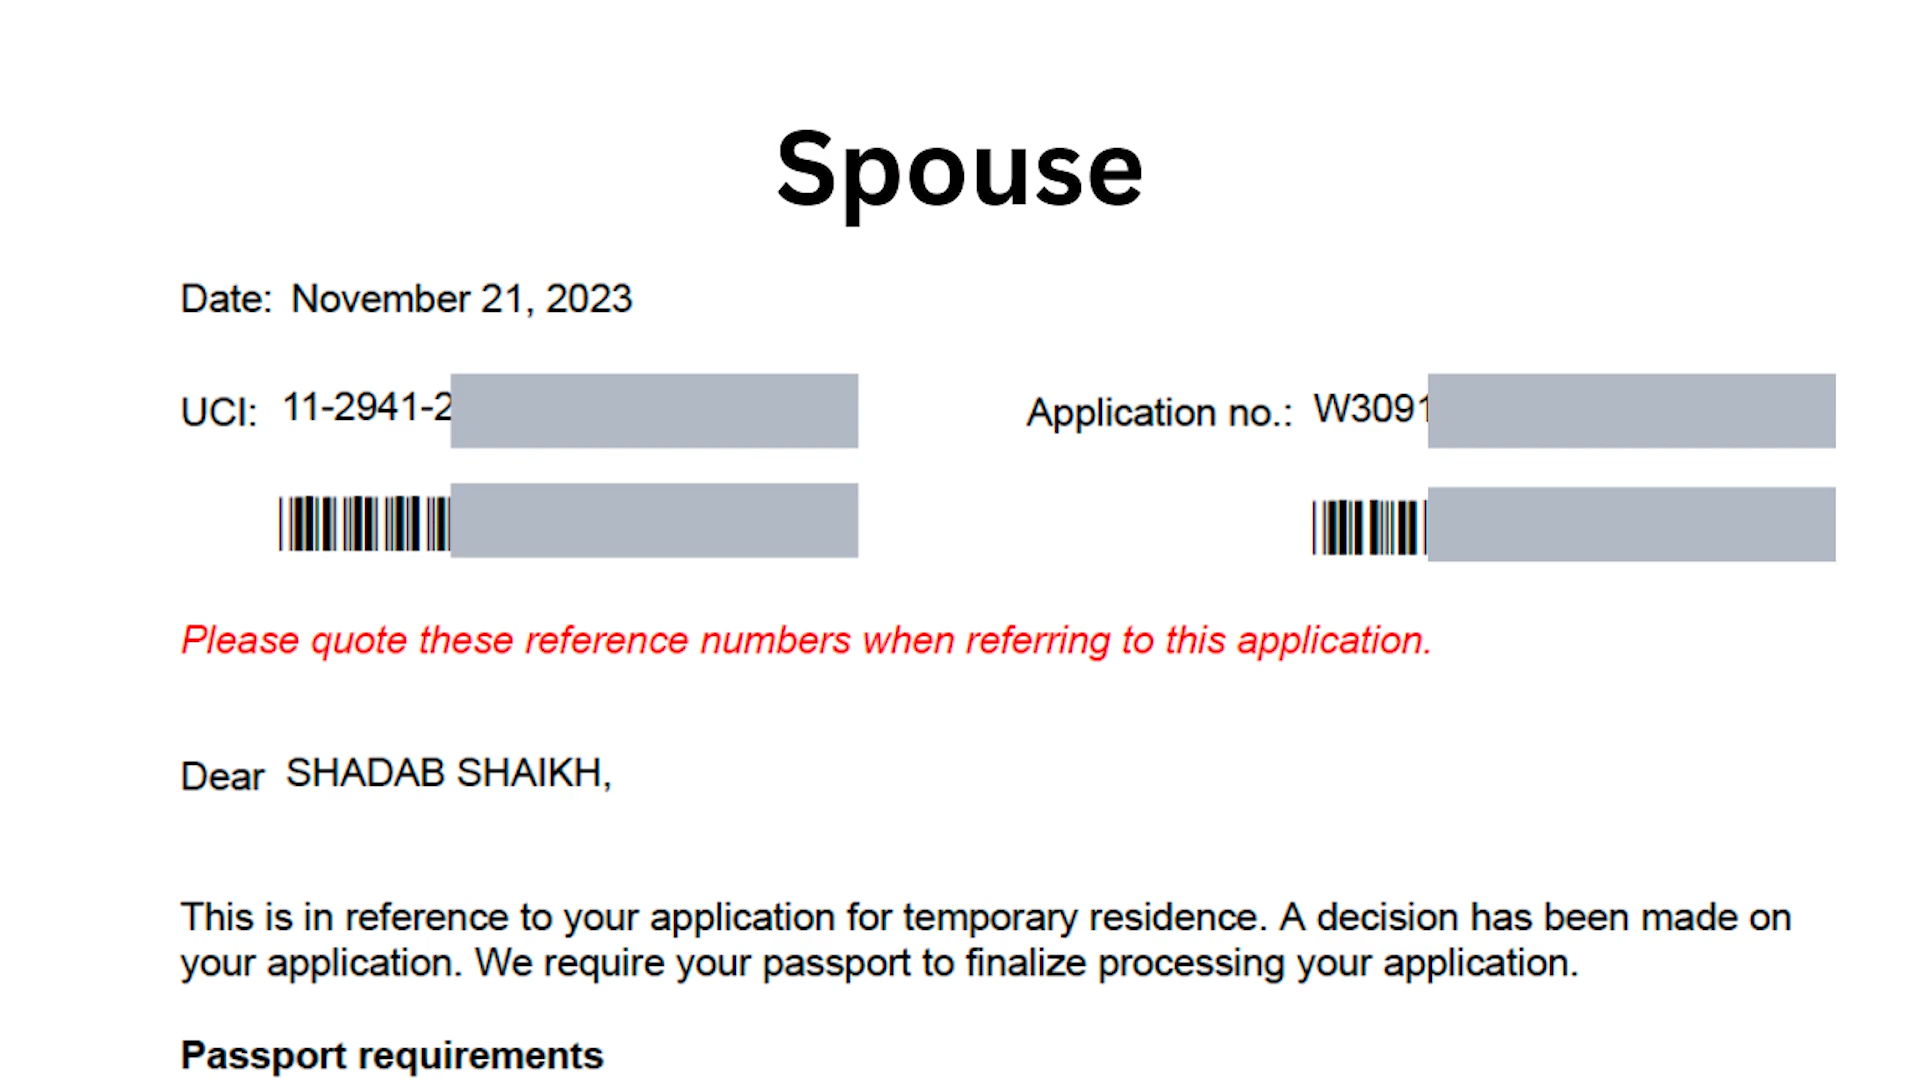 Spouse
Date: November 21, 2023
UCI: 11-2941-2 Application no.: W3091
Please quote these reference numbers when referring to this application.
Dear SHADAB SHAIKH,
This is in reference to your application for temporary residence. A decision has been made on
your application. We require your passport to finalize processing your application.
Passport requirements